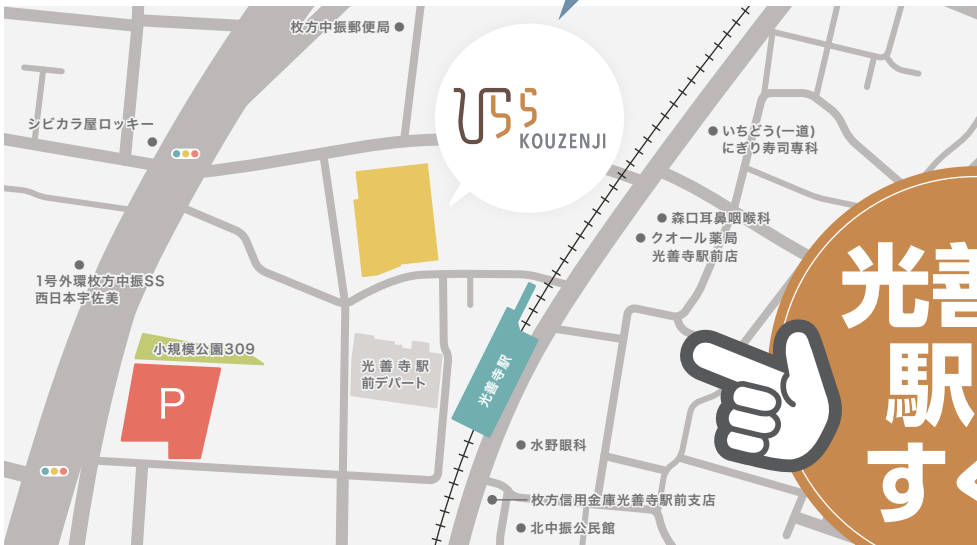 枚方中振郵便局
KOUZENJI
シビカラ屋ロッキー
いちどう(一道)
にぎり寿司専科
森口耳鼻咽喉科
クオール薬局
光善寺駅前店
1号外環枚方中振SS
西日本宇佐美
小規模公園309
P
光善寺駅
前デパート
光善寺駅
水野眼科
枚方信用金庫光善寺駅前支店
北中振公民館
光善
駅
すぐ